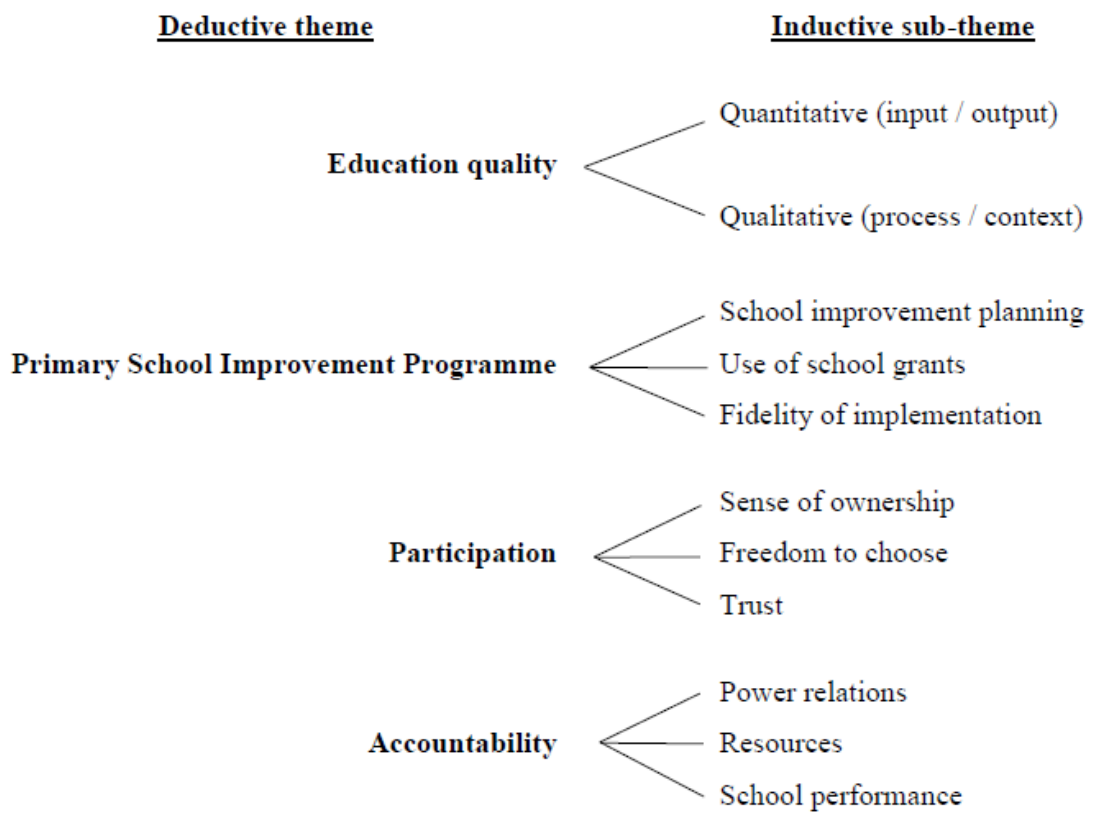 Deductive theme
Inductive sub-theme
Education quality
Quantitative (input / output)
Qualitative (process / context)
Primary School Improvement Programme
School improvement planning
Use of school grants
Fidelity of implementation
Participation
Sense of ownership
Freedom to choose
Trust
Accountability
Power relations
Resources
School performance